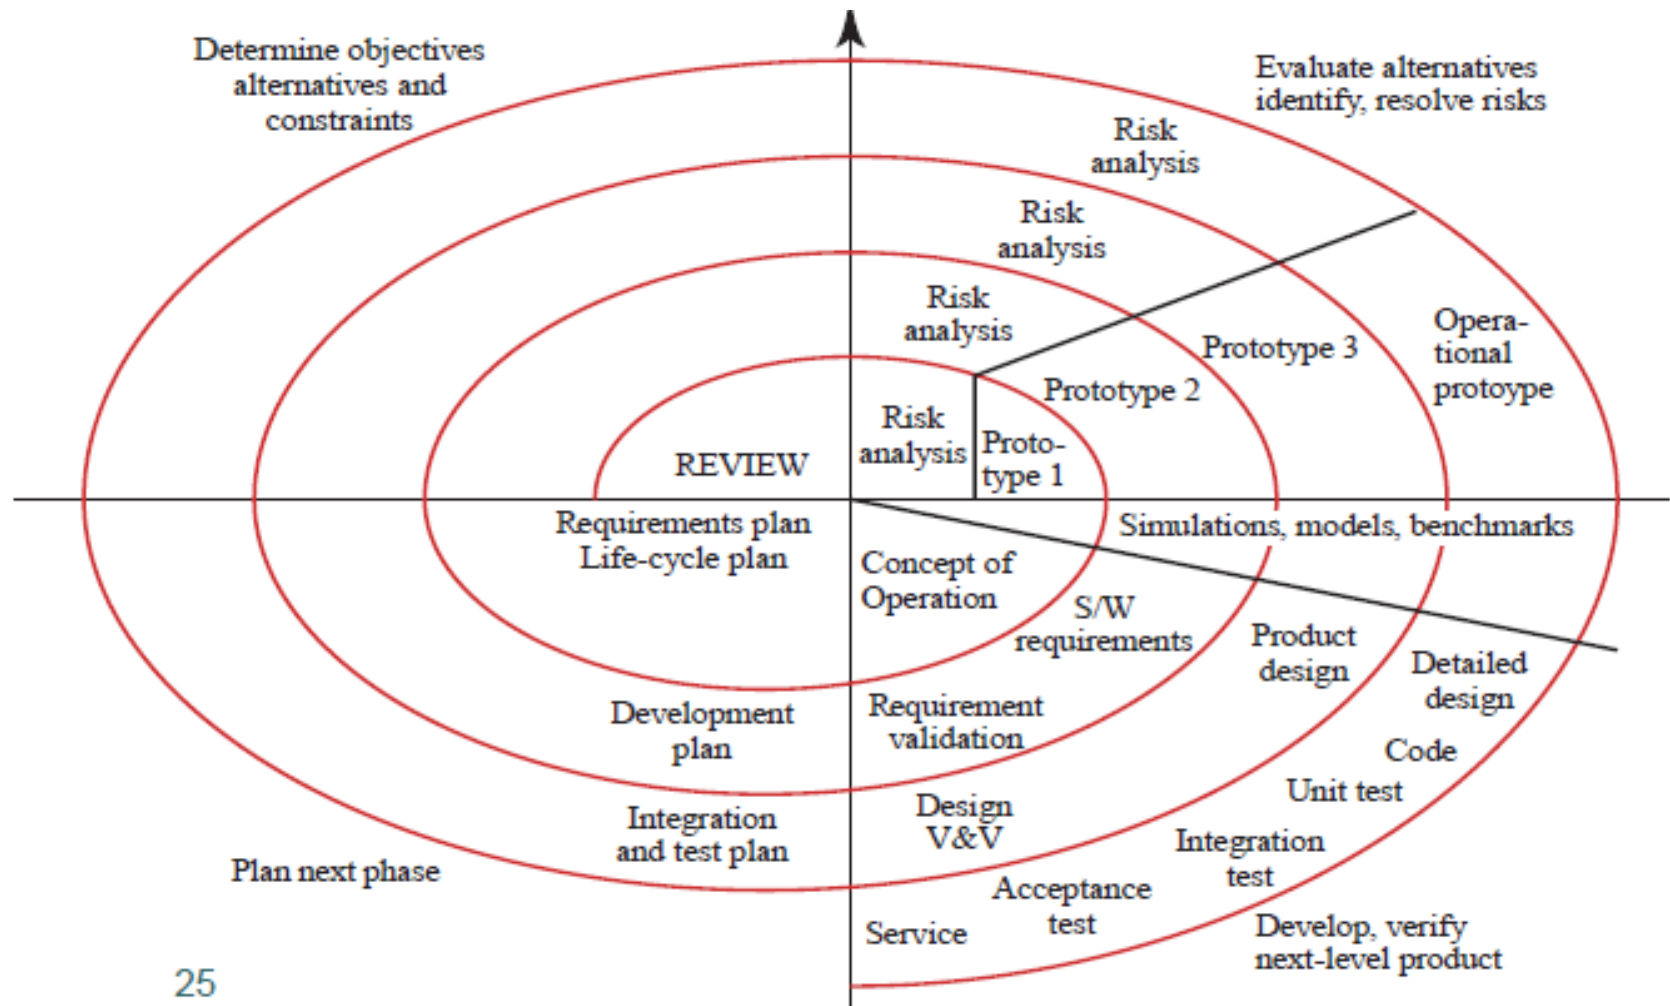 Determine objectives
alternatives and
constraints
Evaluate alternatives
identify, resolve risks
Risk
analysis
Risk
analysis
Risk
analysis
Risk
analysis
Proto-
type 1
Prototype 2
Prototype 3
Opera-
tional
protoype
REVIEW
Requirements plan
Life-cycle plan
Simulations, models, benchmarks
Concept of
Operation
S/W
requirements
Product
design
Detailed
design
Development
plan
Requirement
validation
Code
Unit test
Integration
and test plan
Design
V&V
Integration
test
Plan next phase
Acceptance
test
Service
Develop, verify
next-level product
25